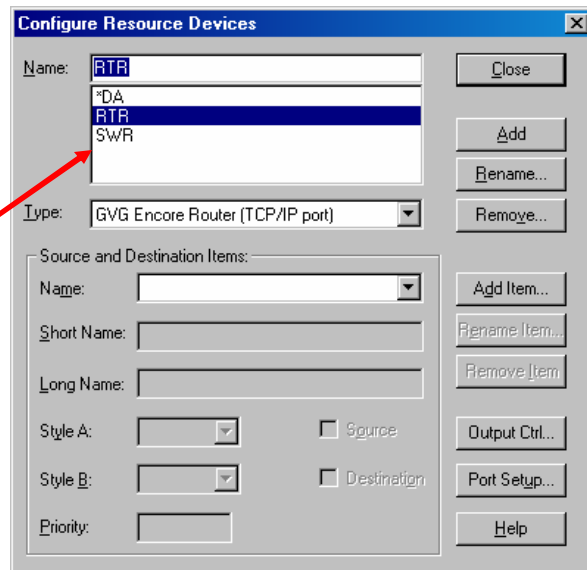 Configure Resource Devices
Name: RTR
*DA
RTR
SWR
Close
Add
Rename...
Remove...
Type: GVG Encore Router (TCP/IP port)
Source and Destination Items:
Name:
Add Item...
Short Name:
Rename Item...
Long Name:
Remove Item
Style A:
Source
Output Ctrl...
Style B:
Destination
Port Setup...
Priority:
Help